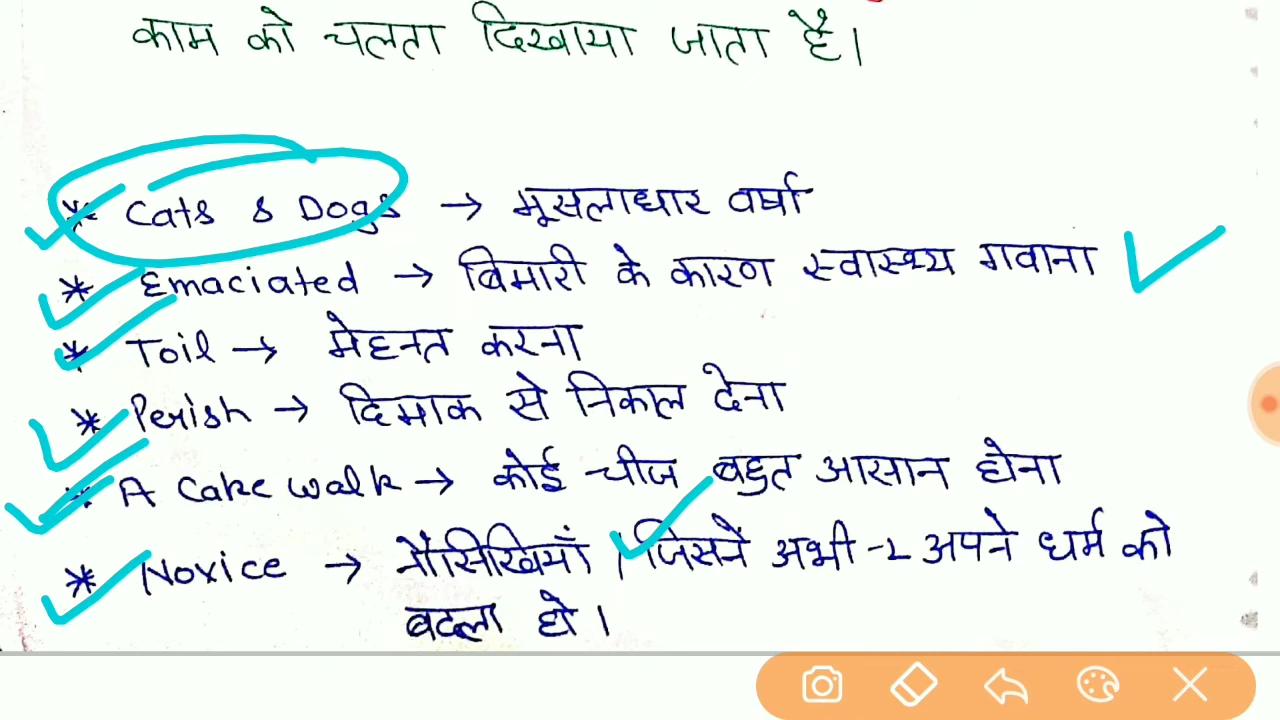 काम को चलता दिखाया जाता है।
* Cats & Dogs → मूसलाधार वर्षा
* Emaciated → बिमारी के कारण स्वास्थ्य गवाना
* Toil → मेहनत करना
* Perish → दिमाक से निकाल देना
* A Cake walk → कोई चीज बहुत आसान होना
* Novice → नौसिखियाँ / जिसने अभी-2 अपने धर्म को
बदला हो।